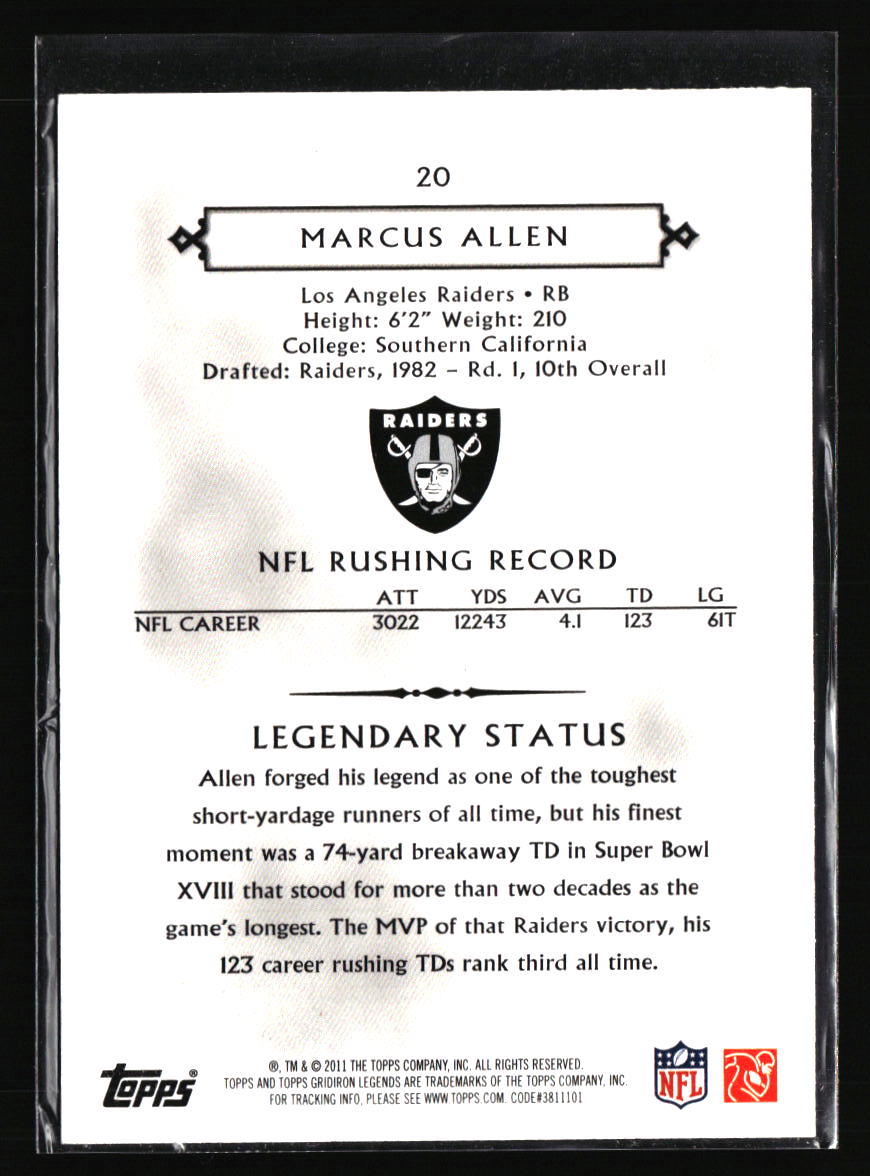 20
MARCUS ALLEN
Los Angeles Raiders • RB
Height: 6'2" Weight: 210
College: Southern California
Drafted: Raiders, 1982 – Rd. 1, 10th Overall
RAIDERS
NFL RUSHING RECORD
ATT YDS AVG TD LG
NFL CAREER 3022 12243 4.1 123 61T
LEGENDARY STATUS
Allen forged his legend as one of the toughest
short-yardage runners of all time, but his finest
moment was a 74-yard breakaway TD in Super Bowl
XVIII that stood for more than two decades as the
game's longest. The MVP of that Raiders victory, his
123 career rushing TDs rank third all time.
Topps®
®, TM & © 2011 THE TOPPS COMPANY, INC. ALL RIGHTS RESERVED.
TOPPS AND TOPPS GRIDIRON LEGENDS ARE TRADEMARKS OF THE TOPPS COMPANY, INC.
FOR TRACKING INFO, PLEASE SEE WWW.TOPPS.COM. CODE#3811101
NFL